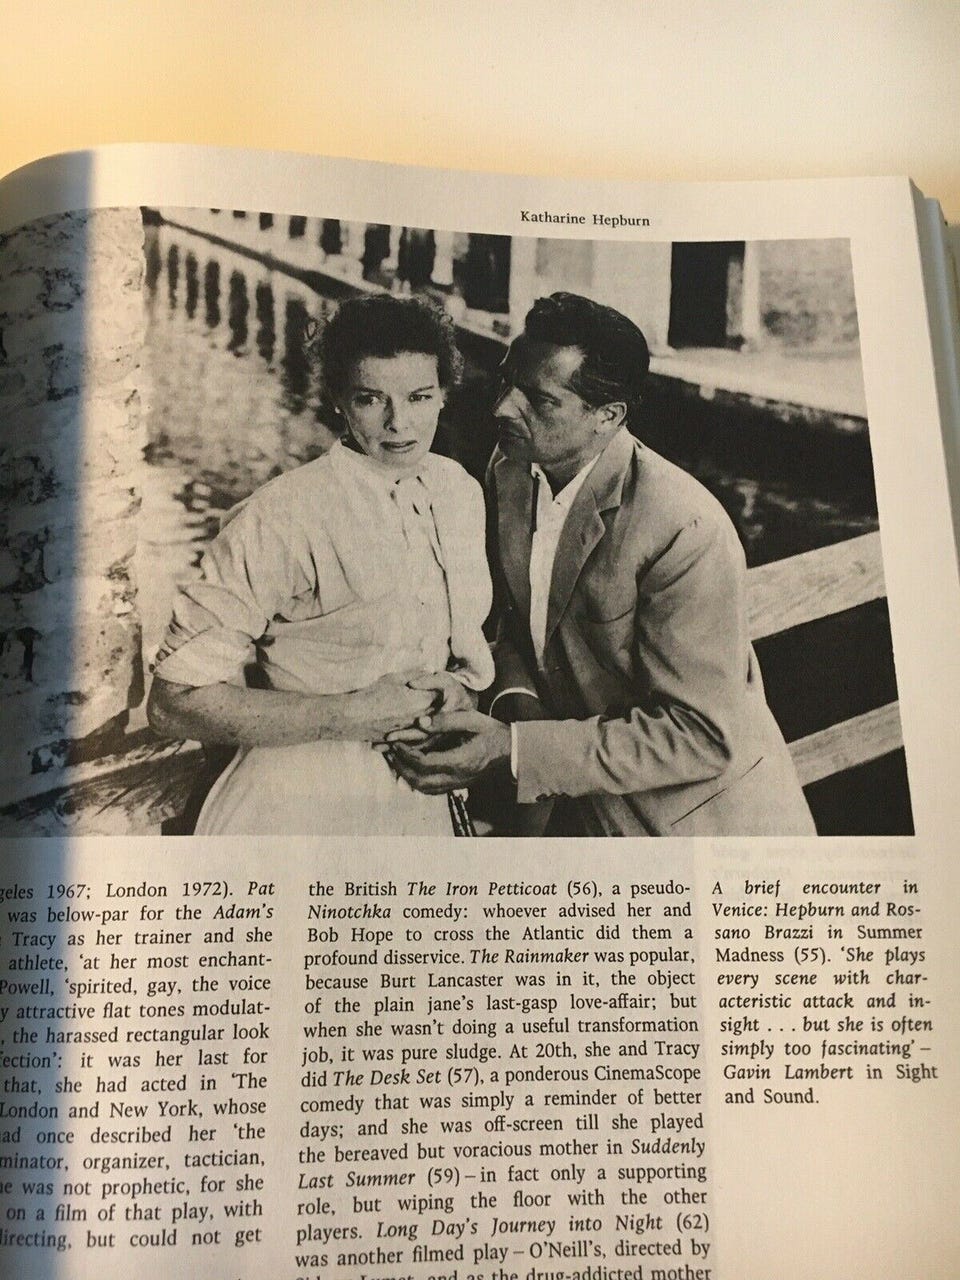 Katharine Hepburn
geles 1967; London 1972). Pat
was below-par for the Adam's
Tracy as her trainer and she
athlete, 'at her most enchant-
Powell, 'spirited, gay, the voice
y attractive flat tones modulat-
, the harassed rectangular look
ection': it was her last for
that, she had acted in 'The
London and New York, whose
ad once described her 'the
minator, organizer, tactician,
e was not prophetic, for she
on a film of that play, with
directing, but could not get
the British The Iron Petticoat (56), a pseudo-
Ninotchka comedy: whoever advised her and
Bob Hope to cross the Atlantic did them a
profound disservice. The Rainmaker was popular,
because Burt Lancaster was in it, the object
of the plain jane's last-gasp love-affair; but
when she wasn't doing a useful transformation
job, it was pure sludge. At 20th, she and Tracy
did The Desk Set (57), a ponderous CinemaScope
comedy that was simply a reminder of better
days; and she was off-screen till she played
the bereaved but voracious mother in Suddenly
Last Summer (59) – in fact only a supporting
role, but wiping the floor with the other
players. Long Day's Journey into Night (62)
was another filmed play – O'Neill's, directed by
Sidney Lumet, and as the drug-addicted mother
A brief encounter in
Venice: Hepburn and Ros-
sano Brazzi in Summer
Madness (55). 'She plays
every scene with char-
acteristic attack and in-
sight . . . but she is often
simply too fascinating' –
Gavin Lambert in Sight
and Sound.